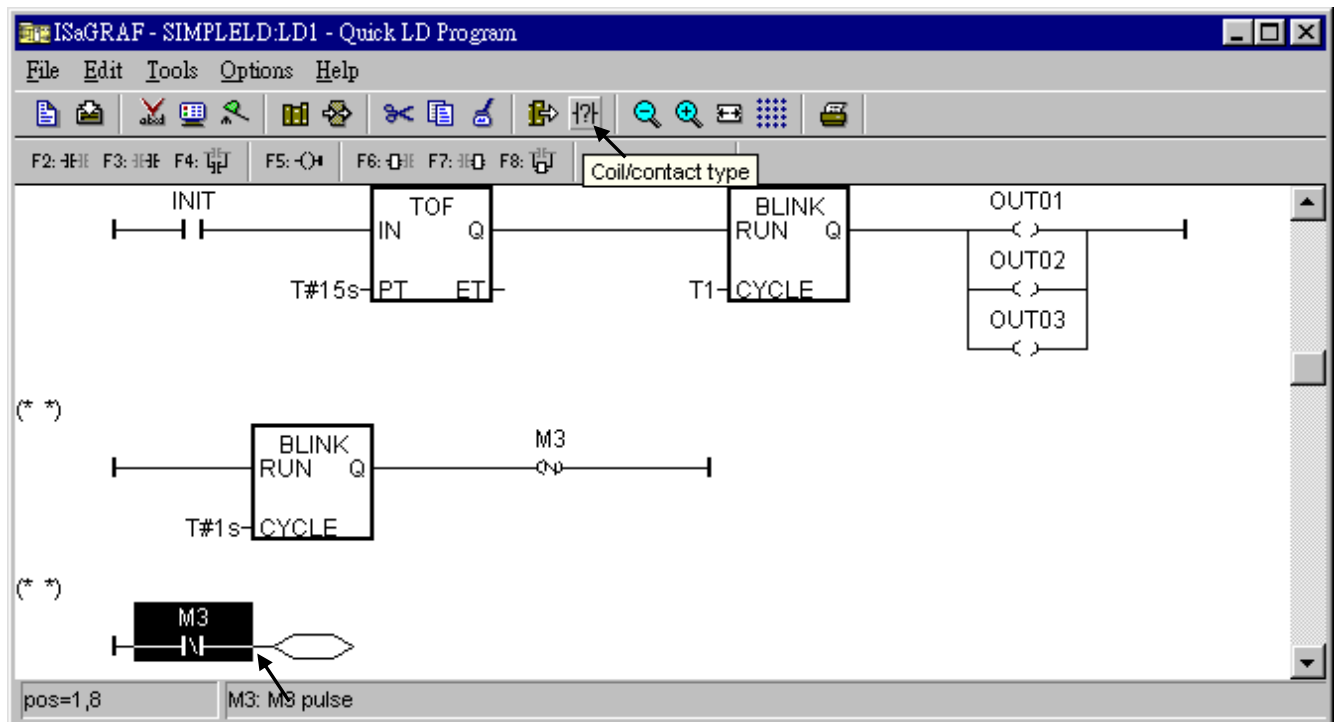 ISaGRAF - SIMPLELD:LD1 - Quick LD Program
File Edit Tools Options Help
abcd
?
F2: F3: F4: F5: F6: F7: F8:
Coil/contact type
INIT TOF BLINK OUT01
IN Q RUN Q
OUT02
T#15s PT ET T1 CYCLE
OUT03
(* *)
BLINK M3
RUN Q
N
T#1s CYCLE
(* *)
M3
pos=1,8 M3: M3 pulse